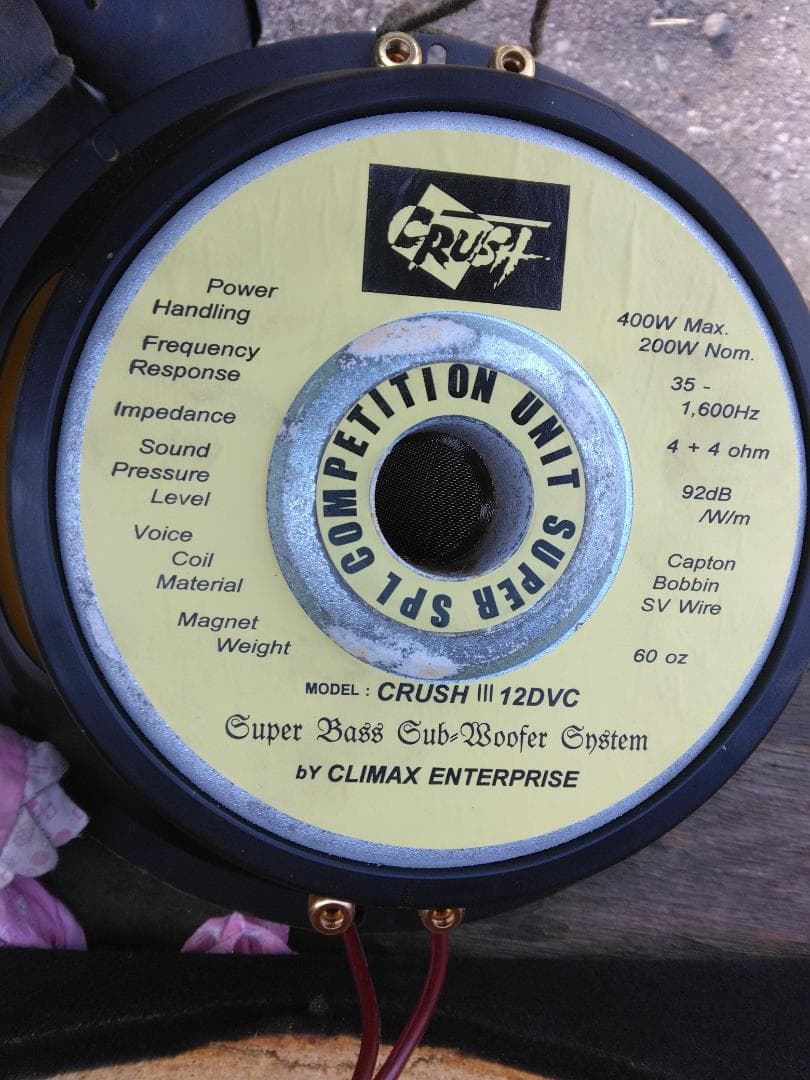 CRUSH
Power
Handling
400W Max.
200W Nom.
Frequency
Response
35 -
1,600Hz
Impedance
4 + 4 ohm
Sound
Pressure
Level
92dB
/W/m
Voice
Coil
Material
Capton
Bobbin
SV Wire
Magnet
Weight
60 oz
COMPETITION UNIT SUPER SPL
MODEL : CRUSH III 12DVC
Super Bass Sub-Woofer System
bY CLIMAX ENTERPRISE